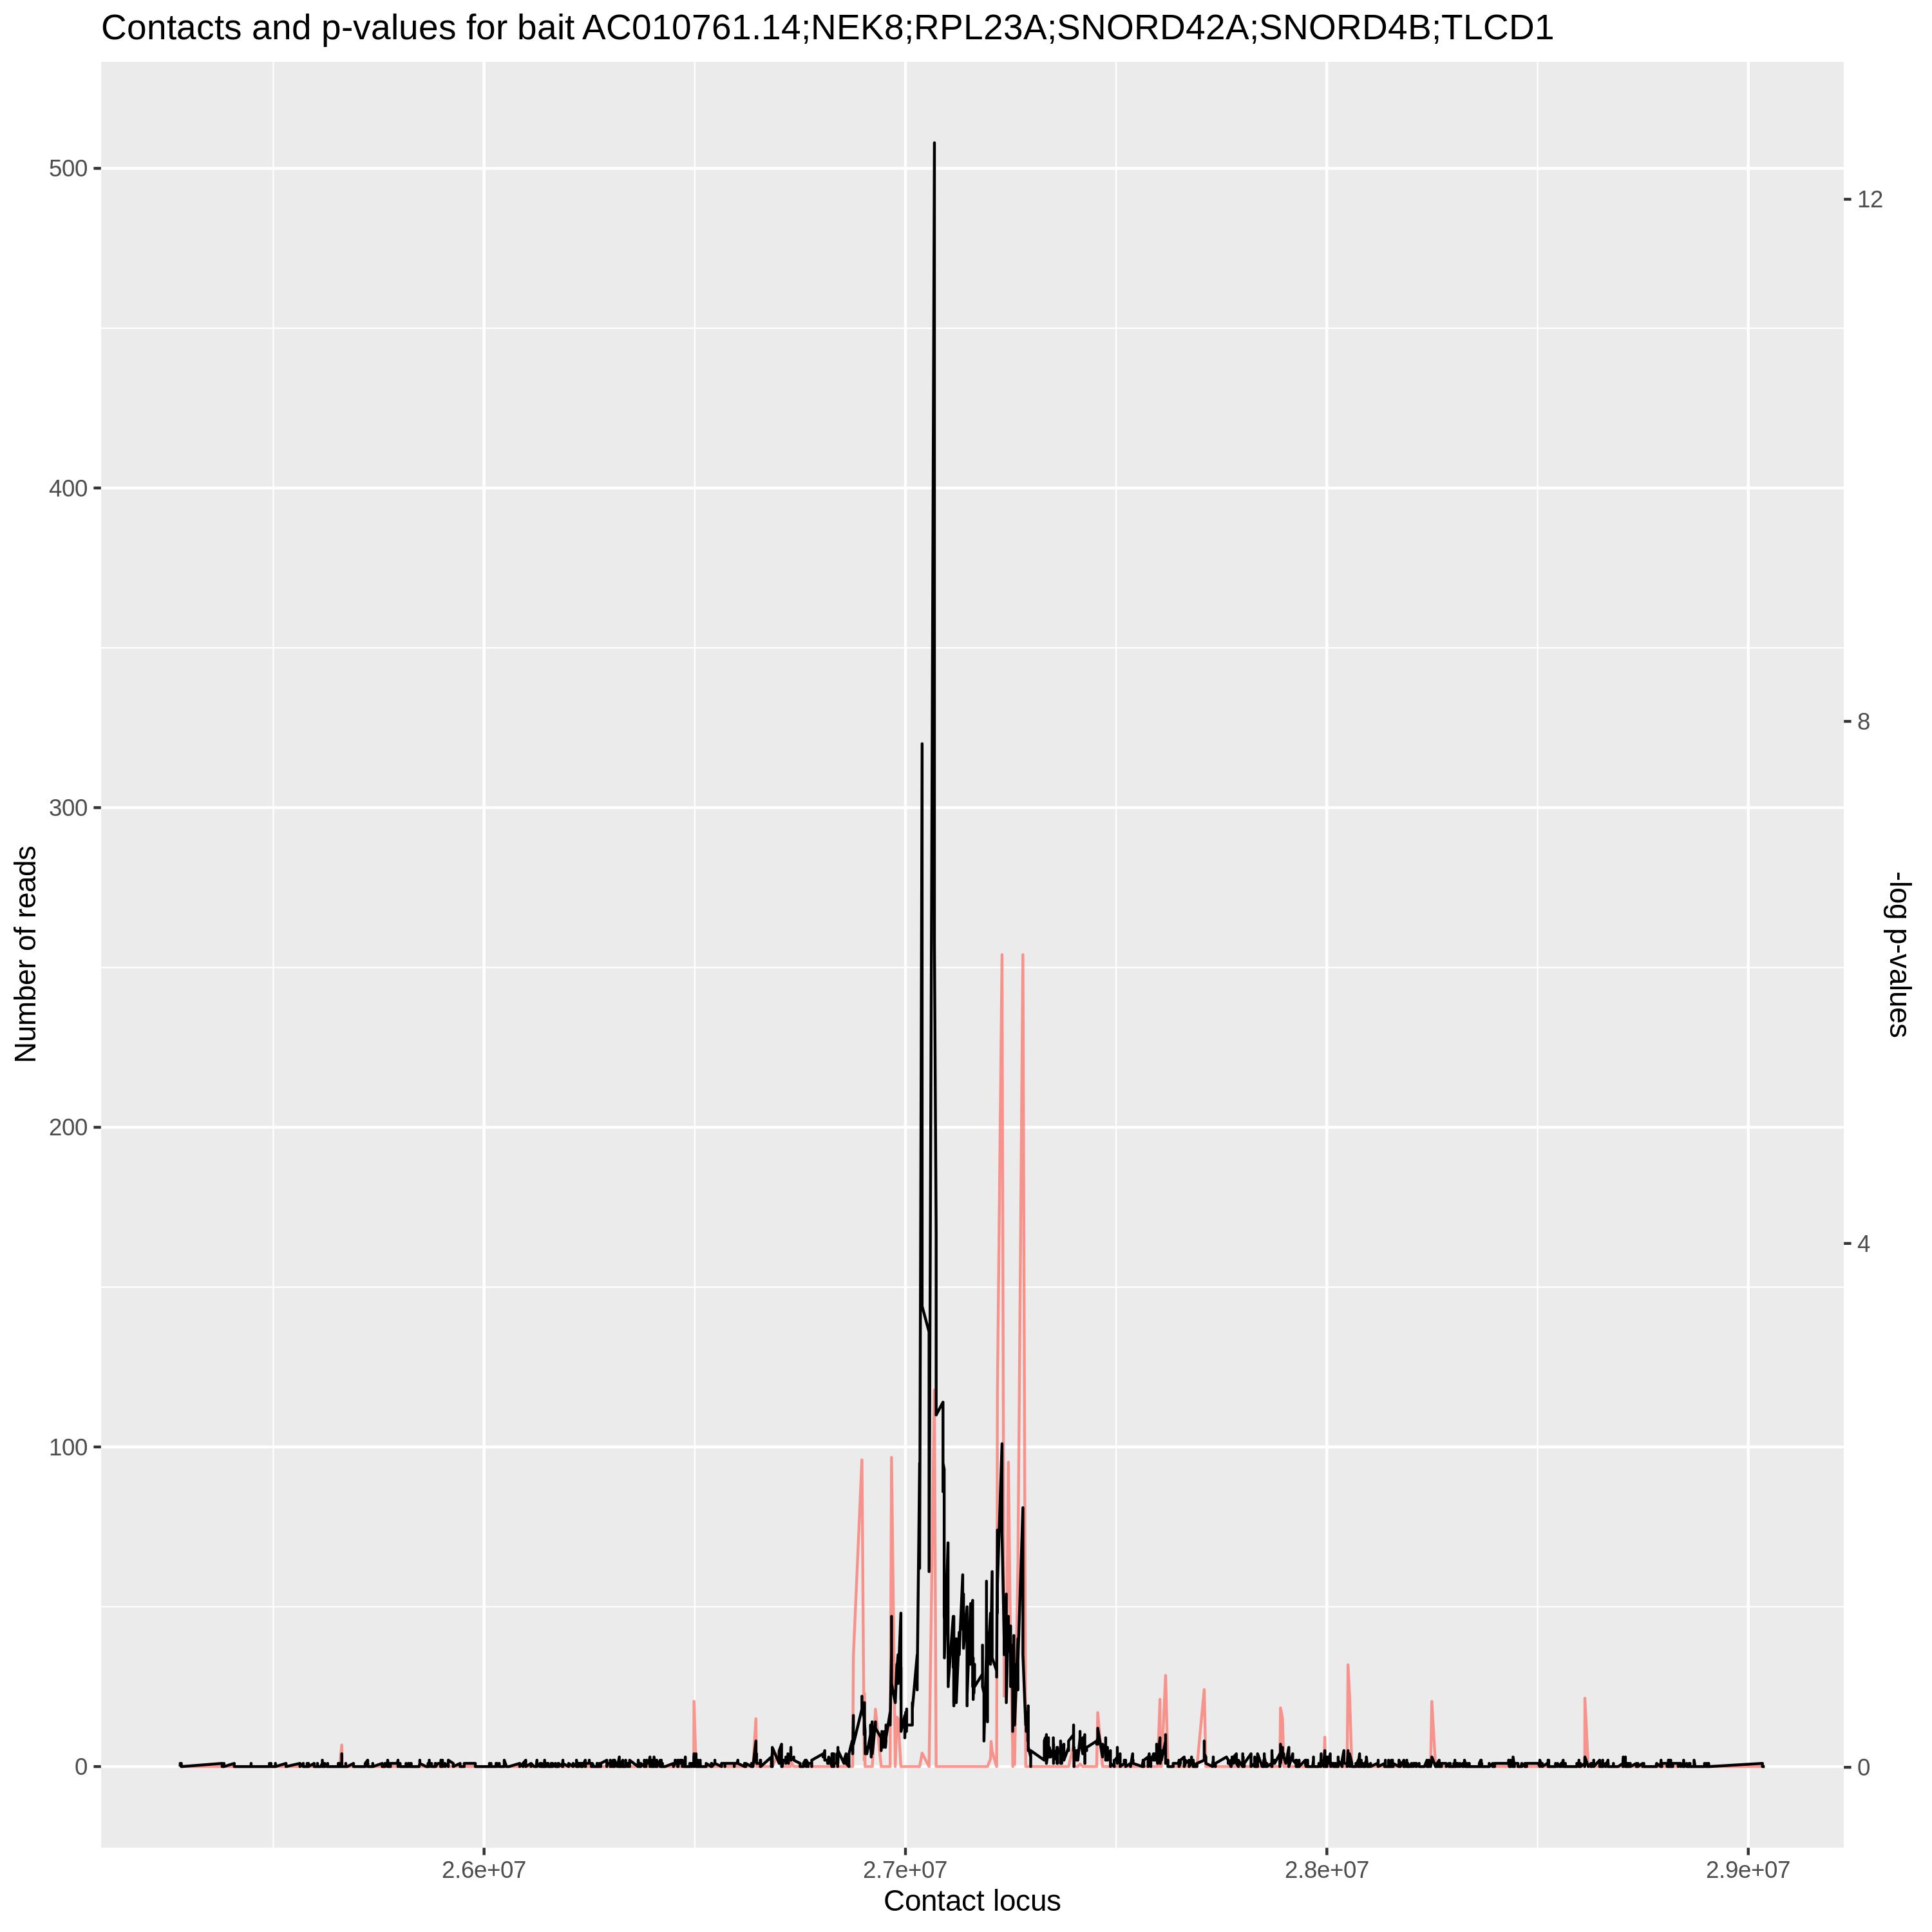 Contacts and p-values for bait AC010761.14;NEK8;RPL23A;SNORD42A;SNORD4B;TLCD1
500
400
300
200
100
0
Number of reads
12
8
4
0
-log p-values
2.6e+07
2.7e+07
2.8e+07
2.9e+07
Contact locus